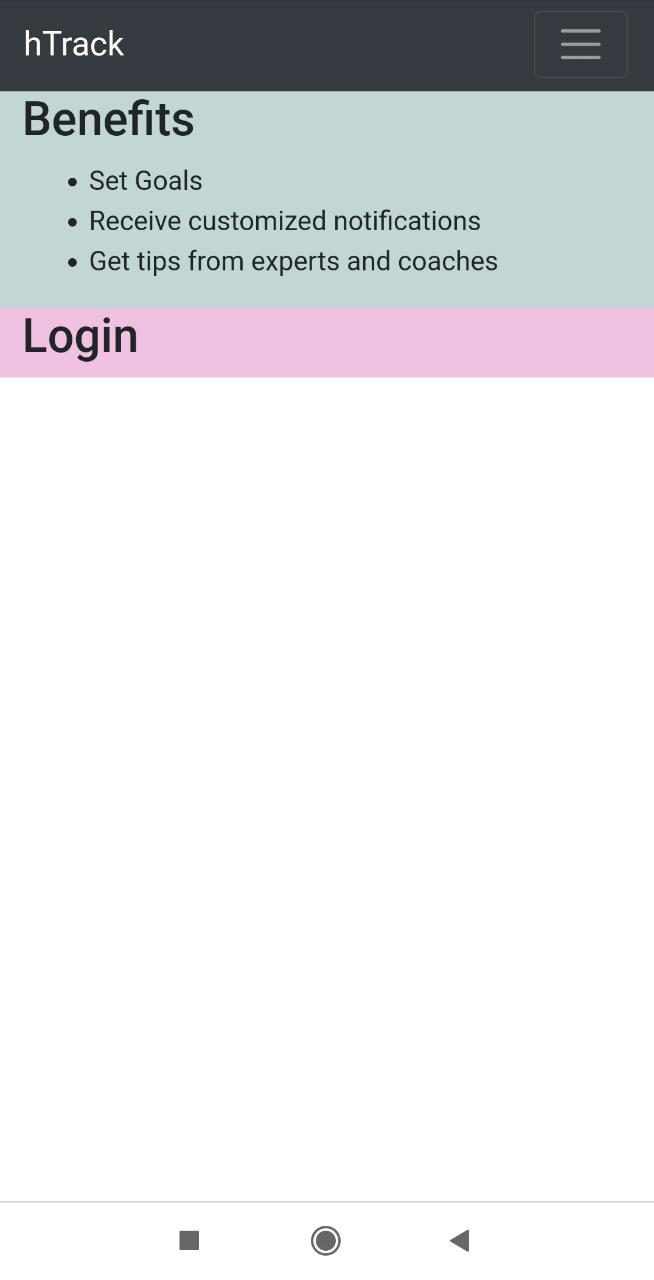 hTrack
Benefits
Set Goals
Receive customized notifications
Get tips from experts and coaches
Login